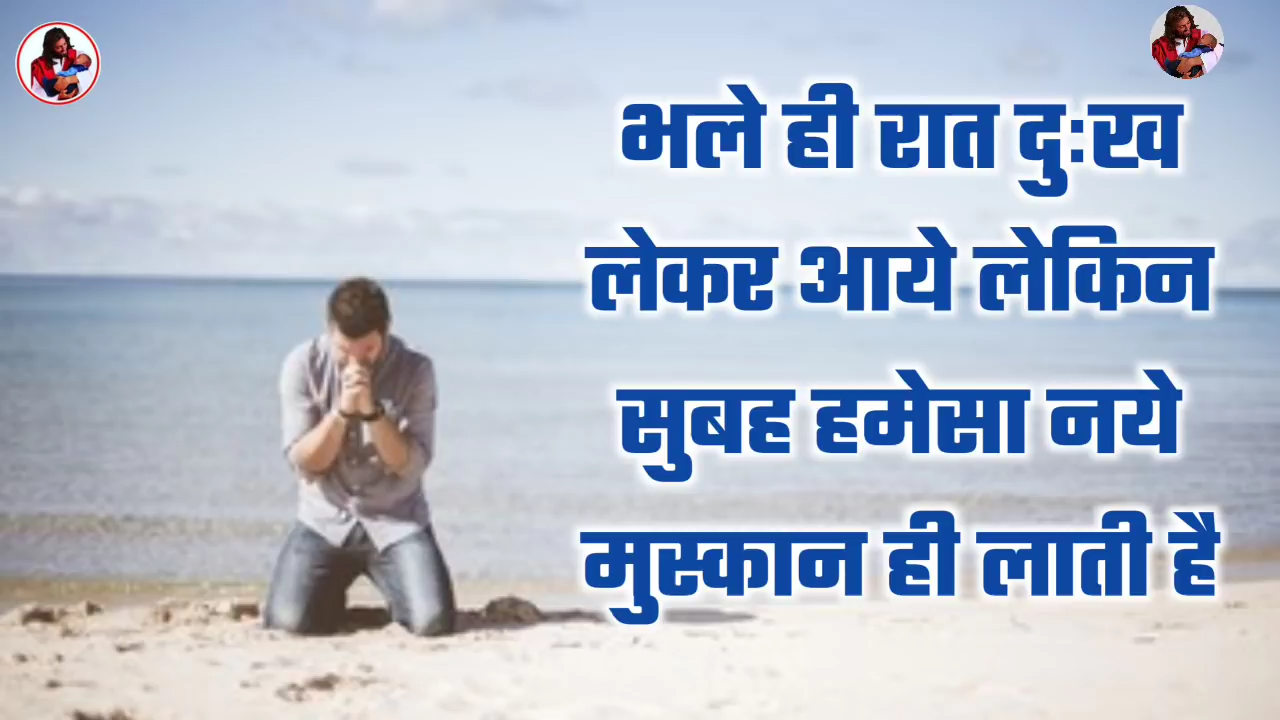 भले ही रात दुःख
लेकर आये लेकिन
सुबह हमेसा नये
मुस्कान ही लाती है